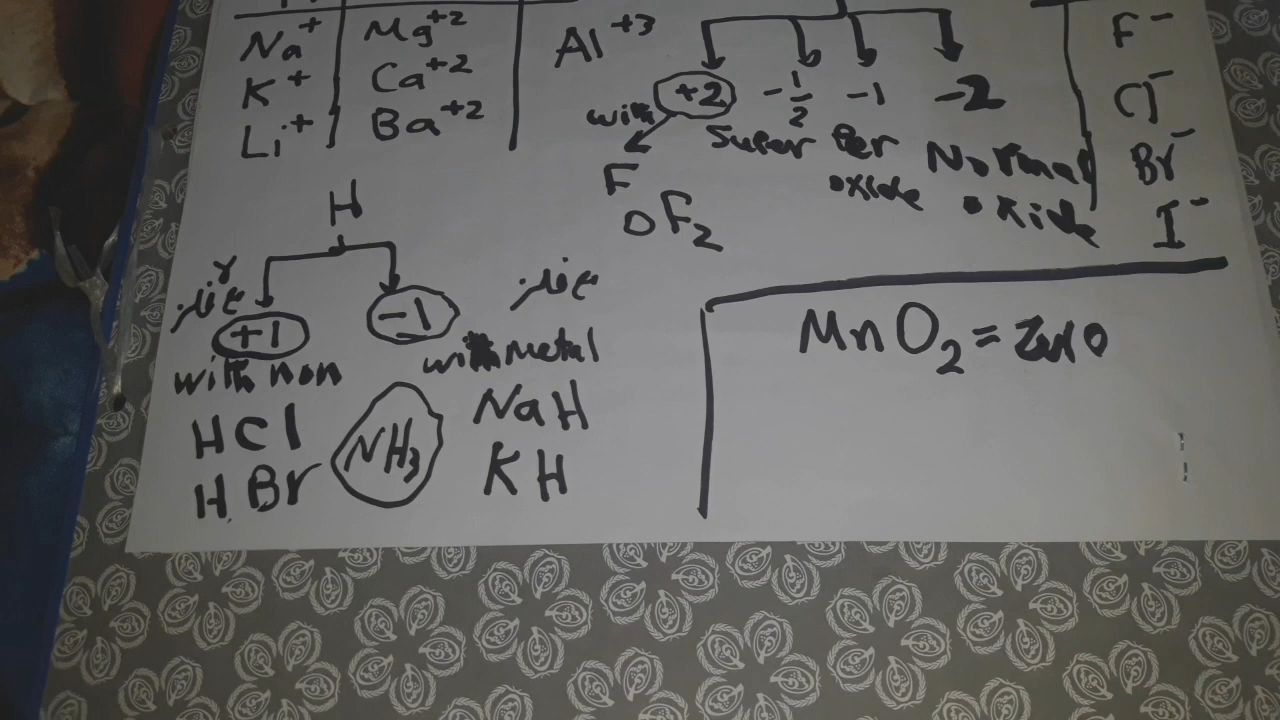 Na⁺ Mg⁺² Al⁺³ F⁻
K⁺ Ca⁺² +2 -1/2 -1 -2 Cl⁻
Li⁺ Ba⁺² with Super Per Normal Br⁻
F oxide oxide I⁻
OF₂
H
+1 -1
with non with Metal
HCl NH₃ NaH
HBr KH
MnO₂ = Zero